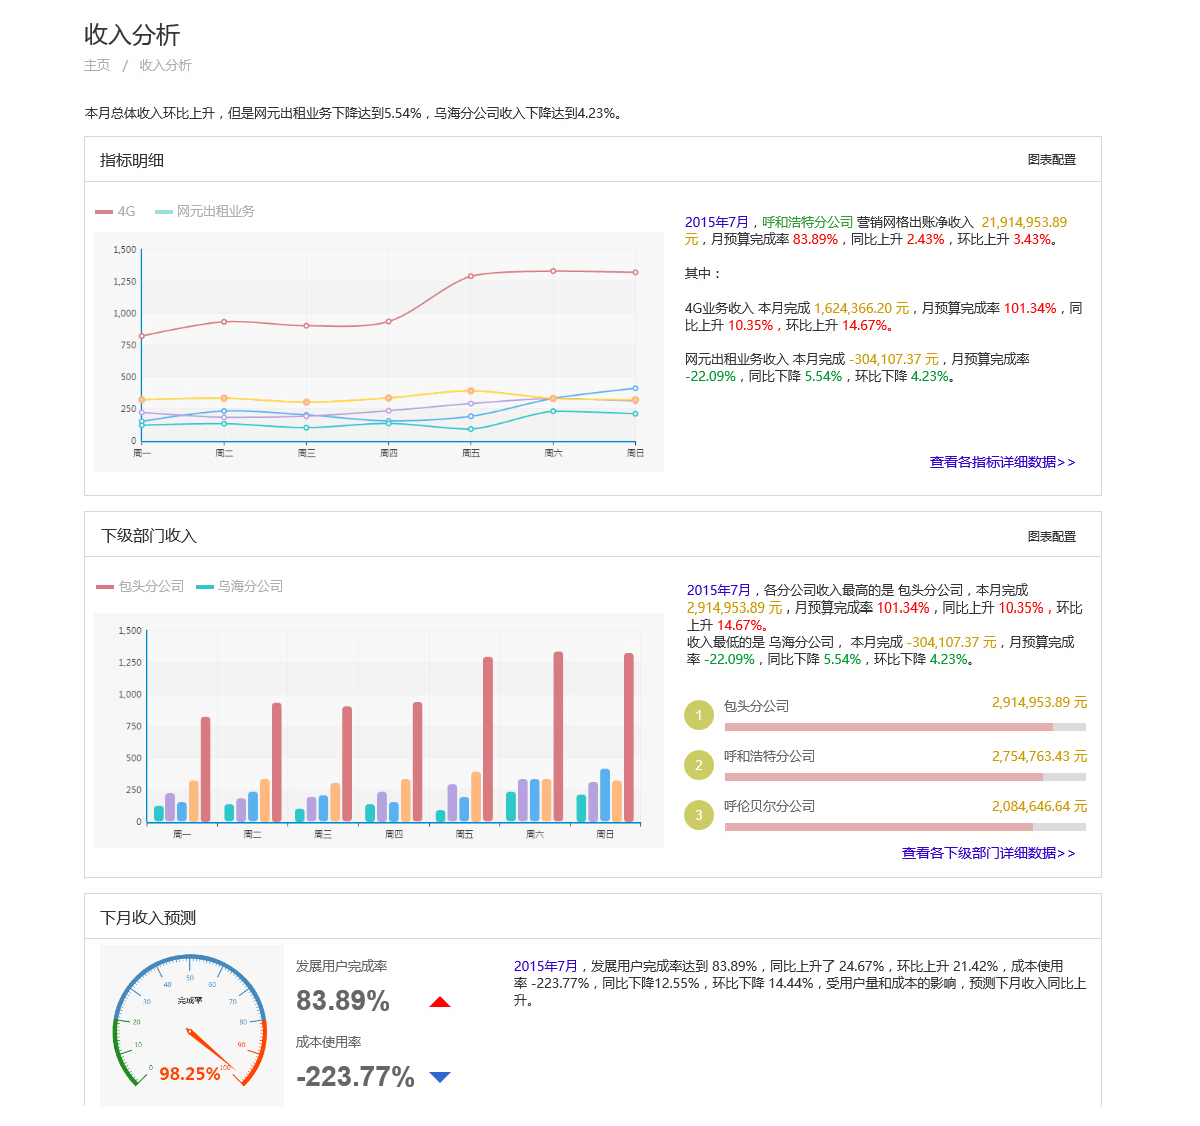 收入分析
主页 / 收入分析
本月总体收入环比上升，但是网元出租业务下降达到5.54%，乌海分公司收入下降达到4.23%。
指标明细
图表配置
4G 网元出租业务
1,500
1,250
1,000
750
500
250
0
周一 周二 周三 周四 周五 周六 周日
2015年7月，呼和浩特分公司 营销网格出账净收入 21,914,953.89
元，月预算完成率 83.89%，同比上升 2.43%，环比上升 3.43%。
其中：
4G业务收入 本月完成 1,624,366.20 元，月预算完成率 101.34%，同
比上升 10.35%，环比上升 14.67%。
网元出租业务收入 本月完成 -304,107.37 元，月预算完成率
-22.09%，同比下降 5.54%，环比下降 4.23%。
查看各指标详细数据>>
下级部门收入
图表配置
包头分公司 乌海分公司
1,500
1,250
1,000
750
500
250
0
周一 周二 周三 周四 周五 周六 周日
2015年7月，各分公司收入最高的是 包头分公司，本月完成
2,914,953.89 元，月预算完成率 101.34%，同比上升 10.35%，环比
上升 14.67%。
收入最低的是 乌海分公司， 本月完成 -304,107.37 元，月预算完成
率 -22.09%，同比下降 5.54%，环比下降 4.23%。
1 包头分公司 2,914,953.89 元
2 呼和浩特分公司 2,754,763.43 元
3 呼伦贝尔分公司 2,084,646.64 元
查看各下级部门详细数据>>
下月收入预测
0
10
20
30
40
50
60
70
80
90
100
完成率
98.25%
发展用户完成率
83.89%
成本使用率
-223.77%
2015年7月，发展用户完成率达到 83.89%，同比上升了 24.67%，环比上升 21.42%，成本使用
率 -223.77%，同比下降12.55%，环比下降 14.44%，受用户量和成本的影响，预测下月收入同比上
升。